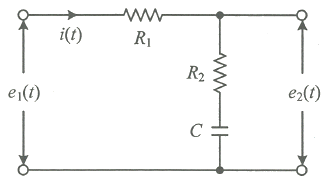 i(t)
R₁
R₂
e₁(t)
e₂(t)
C